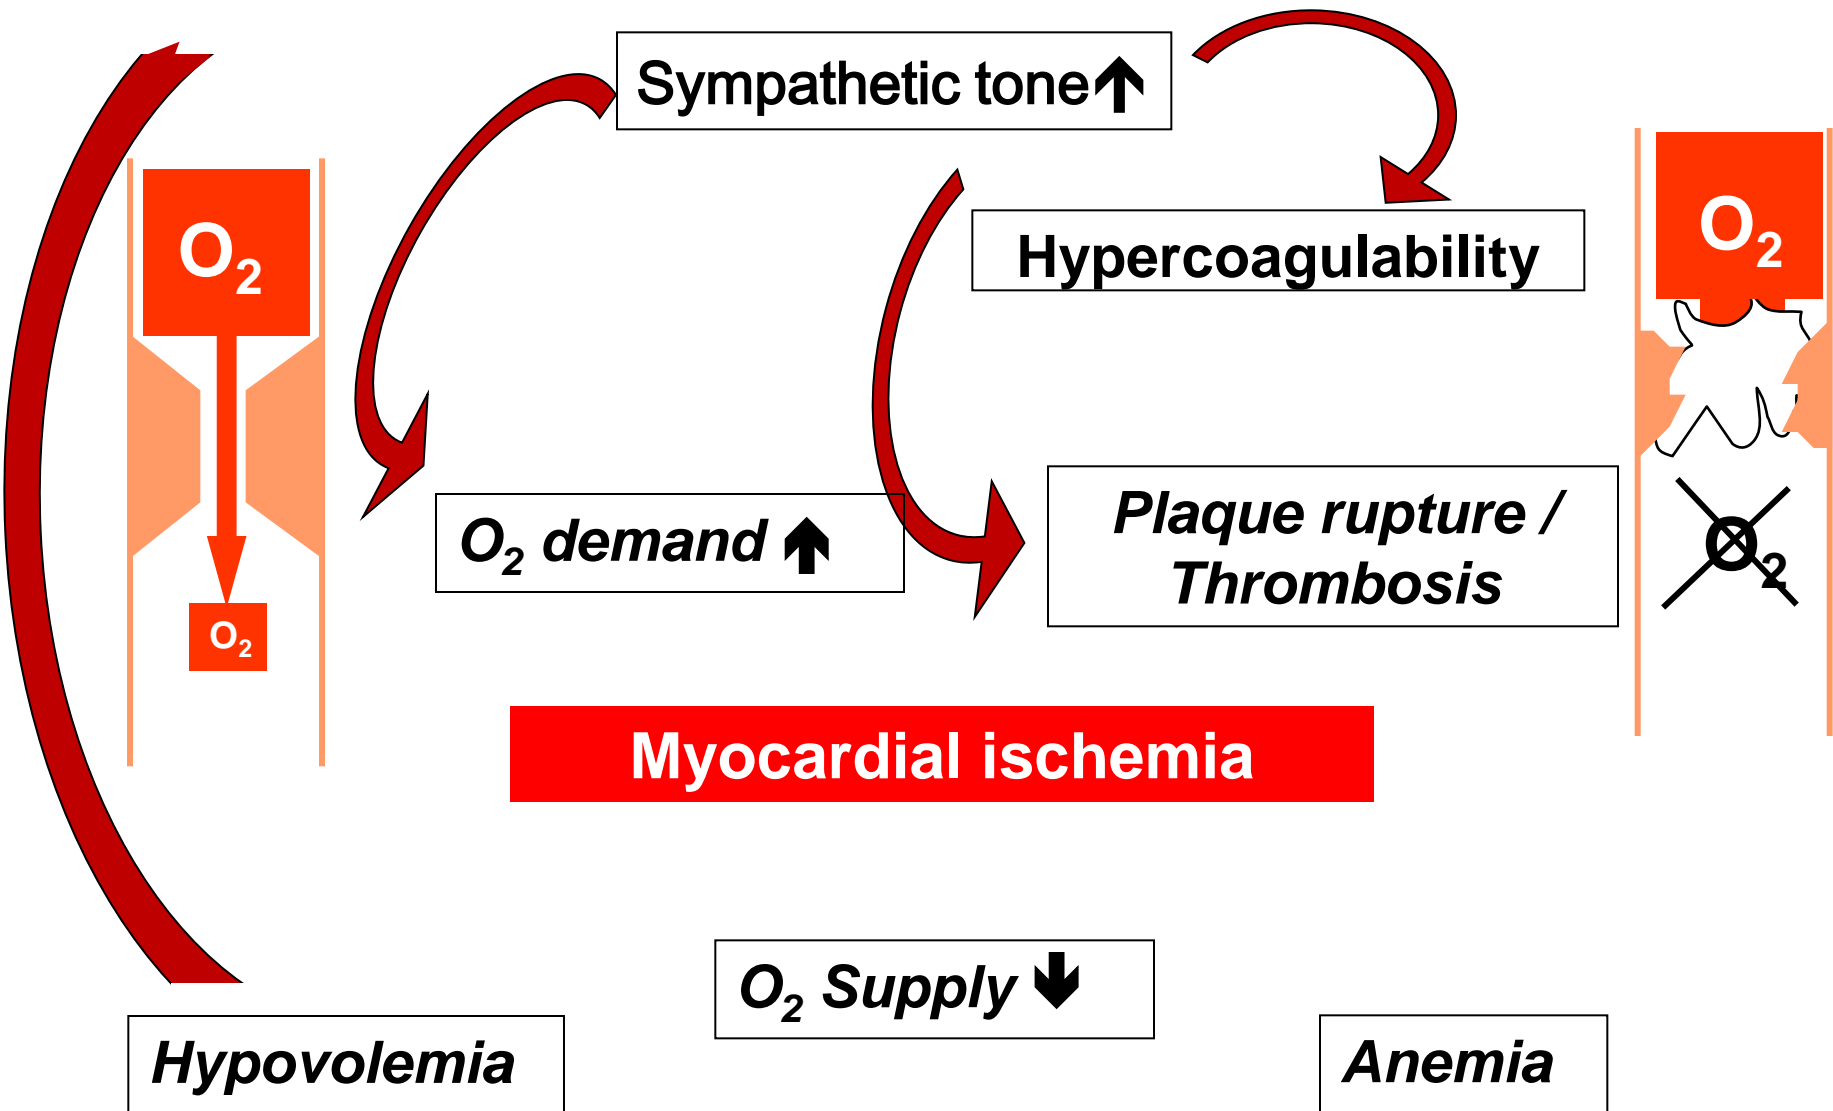 Sympathetic tone ↑
O₂
O₂
Hypercoagulability
O₂ demand ↑
Plaque rupture /
Thrombosis
O₂
O₂
Myocardial ischemia
O₂ Supply ↓
Hypovolemia
Anemia